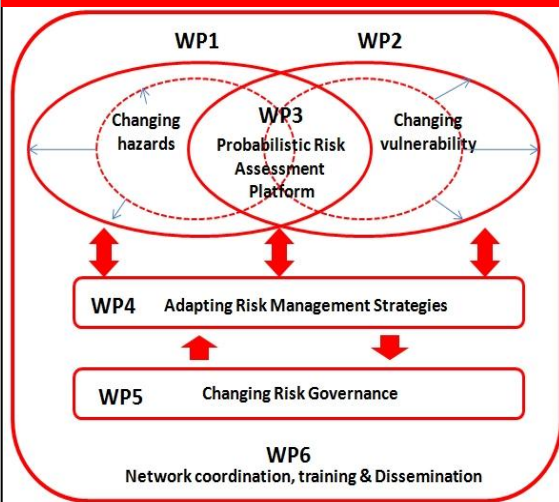 WP1
WP2
Changing
hazards
WP3
Probabilistic Risk
Assessment
Platform
Changing
vulnerability
WP4 Adapting Risk Management Strategies
WP5 Changing Risk Governance
WP6
Network coordination, training & Dissemination